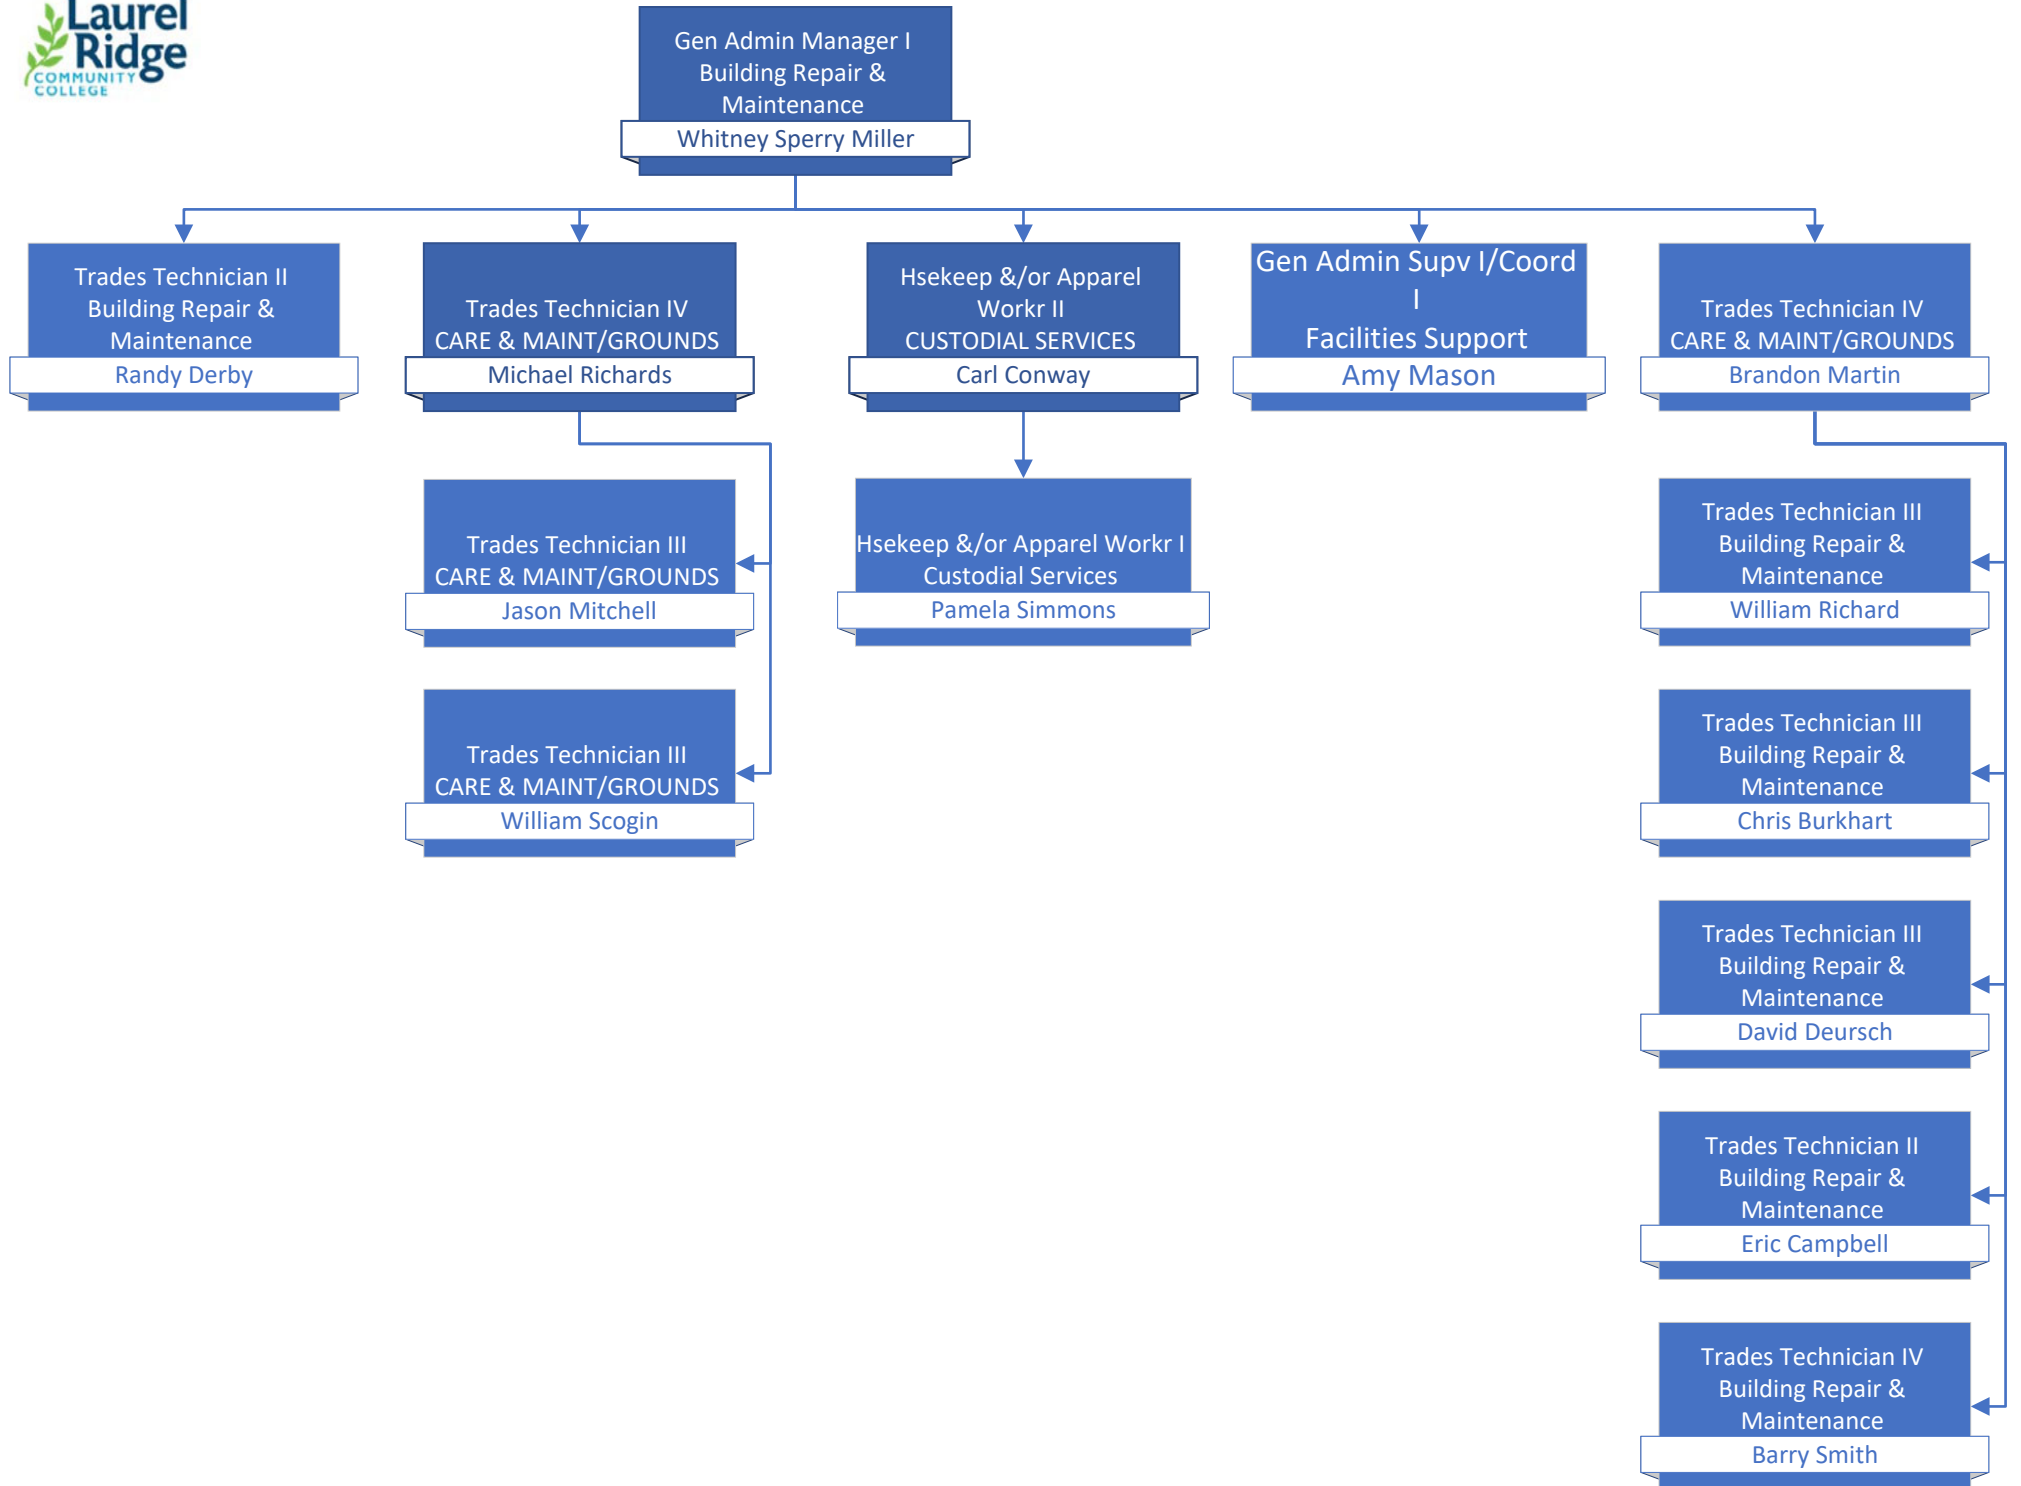 Laurel
Ridge
COMMUNITY
COLLEGE
Gen Admin Manager I
Building Repair &
Maintenance
Whitney Sperry Miller
Trades Technician II
Building Repair &
Maintenance
Randy Derby
Trades Technician IV
CARE & MAINT/GROUNDS
Michael Richards
Hsekeep &/or Apparel
Workr II
CUSTODIAL SERVICES
Carl Conway
Gen Admin Supv I/Coord
I
Facilities Support
Amy Mason
Trades Technician IV
CARE & MAINT/GROUNDS
Brandon Martin
Trades Technician III
CARE & MAINT/GROUNDS
Jason Mitchell
Hsekeep &/or Apparel Workr I
Custodial Services
Pamela Simmons
Trades Technician III
Building Repair &
Maintenance
William Richard
Trades Technician III
CARE & MAINT/GROUNDS
William Scogin
Trades Technician III
Building Repair &
Maintenance
Chris Burkhart
Trades Technician III
Building Repair &
Maintenance
David Deursch
Trades Technician II
Building Repair &
Maintenance
Eric Campbell
Trades Technician IV
Building Repair &
Maintenance
Barry Smith